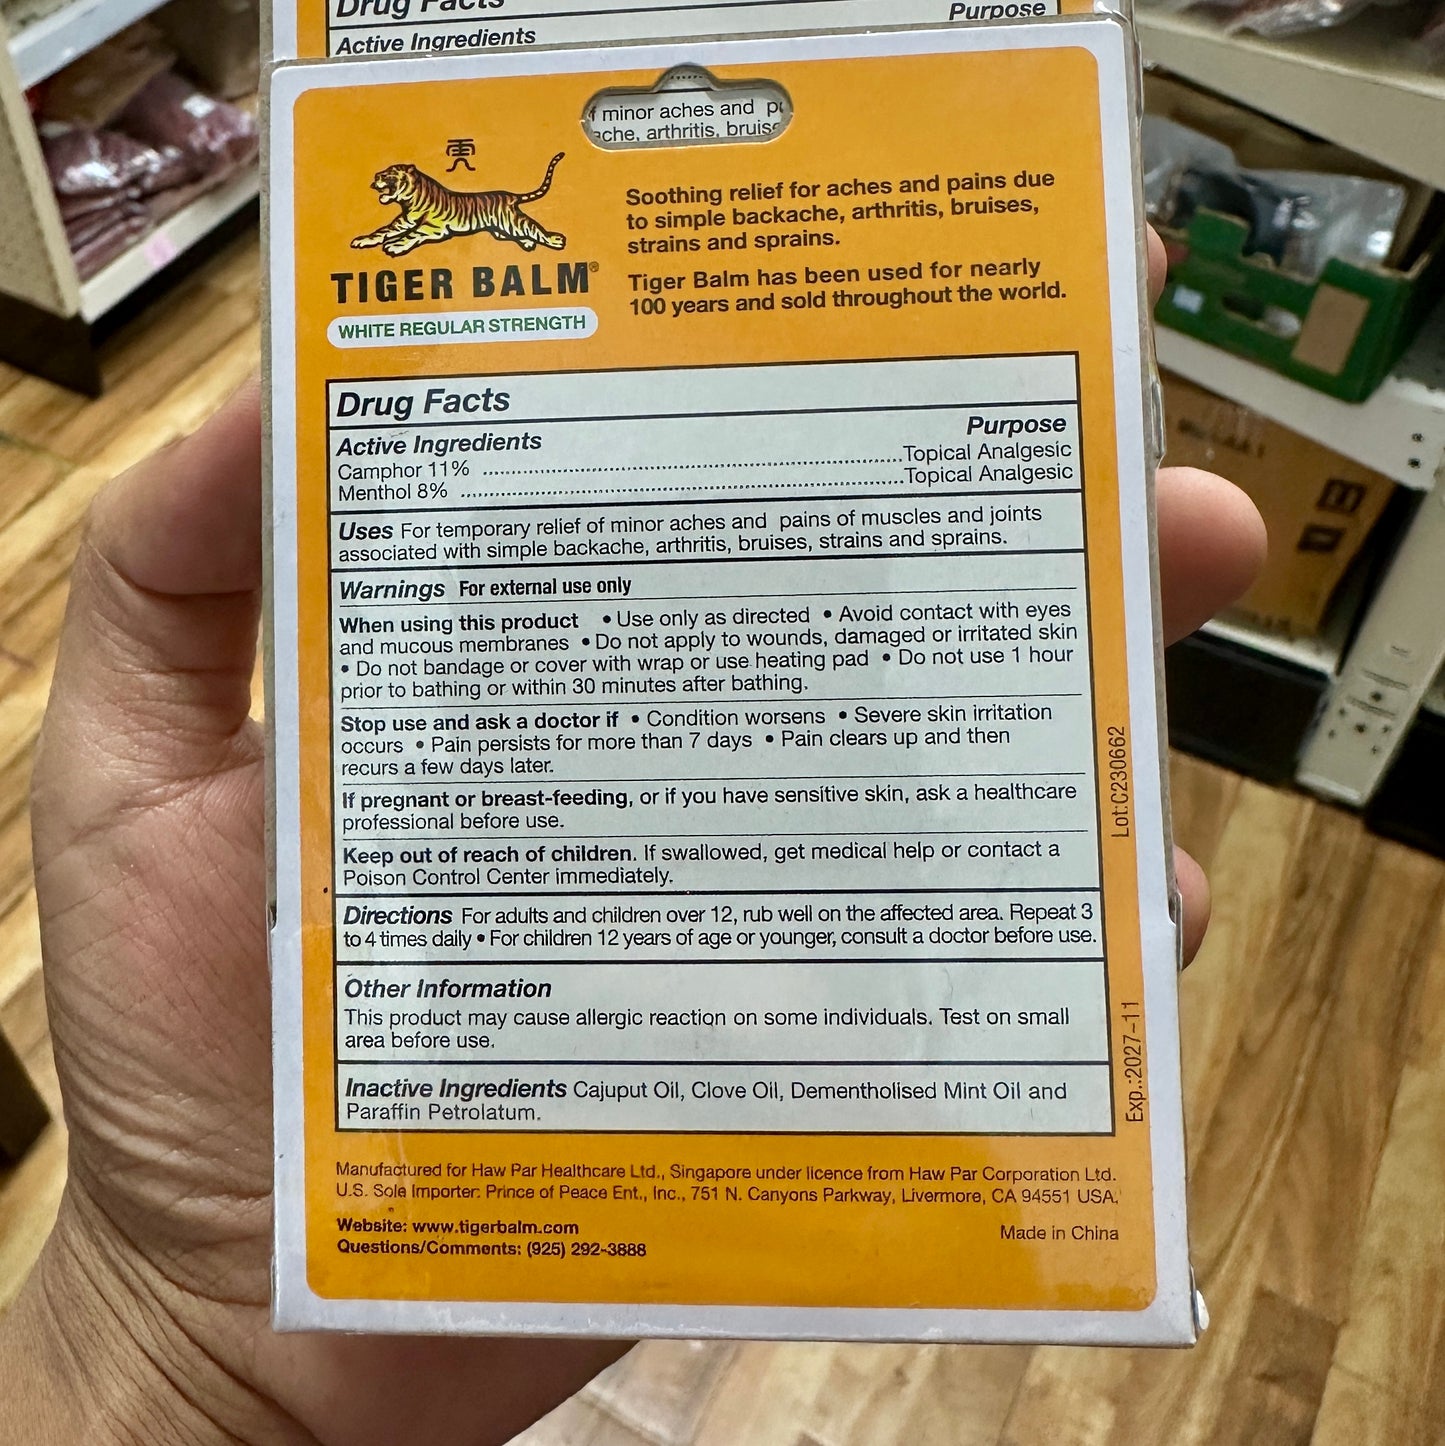 Drug Facts
Purpose
Active Ingredients
f minor aches and p
ache, arthritis, bruis
TIGER BALM®
WHITE REGULAR STRENGTH
Soothing relief for aches and pains due
to simple backache, arthritis, bruises,
strains and sprains.
Tiger Balm has been used for nearly
100 years and sold throughout the world.
Drug Facts
Active Ingredients Purpose
Camphor 11% ........................................Topical Analgesic
Menthol 8% ........................................Topical Analgesic
Uses For temporary relief of minor aches and pains of muscles and joints
associated with simple backache, arthritis, bruises, strains and sprains.
Warnings For external use only
When using this product • Use only as directed • Avoid contact with eyes
and mucous membranes • Do not apply to wounds, damaged or irritated skin
• Do not bandage or cover with wrap or use heating pad • Do not use 1 hour
prior to bathing or within 30 minutes after bathing.
Stop use and ask a doctor if • Condition worsens • Severe skin irritation
occurs • Pain persists for more than 7 days • Pain clears up and then
recurs a few days later.
If pregnant or breast-feeding, or if you have sensitive skin, ask a healthcare
professional before use.
Keep out of reach of children. If swallowed, get medical help or contact a
Poison Control Center immediately.
Directions For adults and children over 12, rub well on the affected area. Repeat 3
to 4 times daily • For children 12 years of age or younger, consult a doctor before use.
Other Information
This product may cause allergic reaction on some individuals. Test on small
area before use.
Inactive Ingredients Cajuput Oil, Clove Oil, Dementholised Mint Oil and
Paraffin Petrolatum.
Lot:C230662
Exp.:2027-11
Manufactured for Haw Par Healthcare Ltd., Singapore under licence from Haw Par Corporation Ltd.
U.S. Sole Importer: Prince of Peace Ent., Inc., 751 N. Canyons Parkway, Livermore, CA 94551 USA.
Website: www.tigerbalm.com
Questions/Comments: (925) 292-3888
Made in China